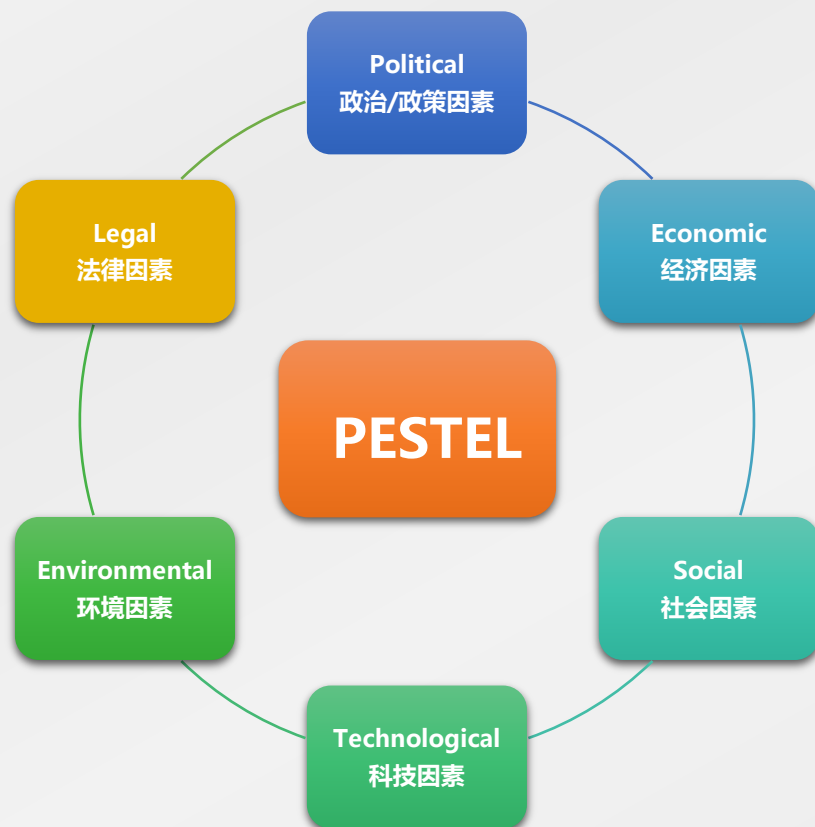 Political
政治/政策因素
Legal
法律因素
Economic
经济因素
PESTEL
Environmental
环境因素
Social
社会因素
Technological
科技因素